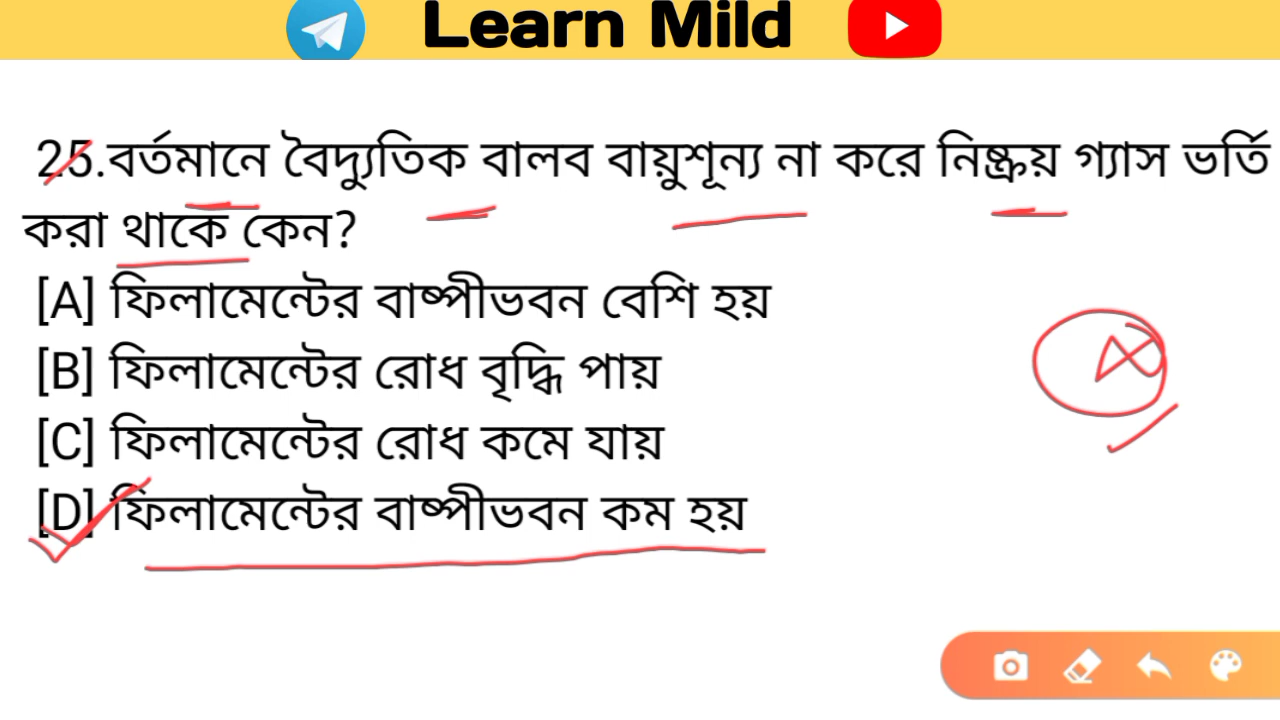 Learn Mild
25.বর্তমানে বৈদ্যুতিক বালব বায়ুশূন্য না করে নিষ্ক্রিয় গ্যাস ভর্তি
করা থাকে কেন?
[A] ফিলামেন্টের বাষ্পীভবন বেশি হয়
[B] ফিলামেন্টের রোধ বৃদ্ধি পায়
[C] ফিলামেন্টের রোধ কমে যায়
[D] ফিলামেন্টের বাষ্পীভবন কম হয়